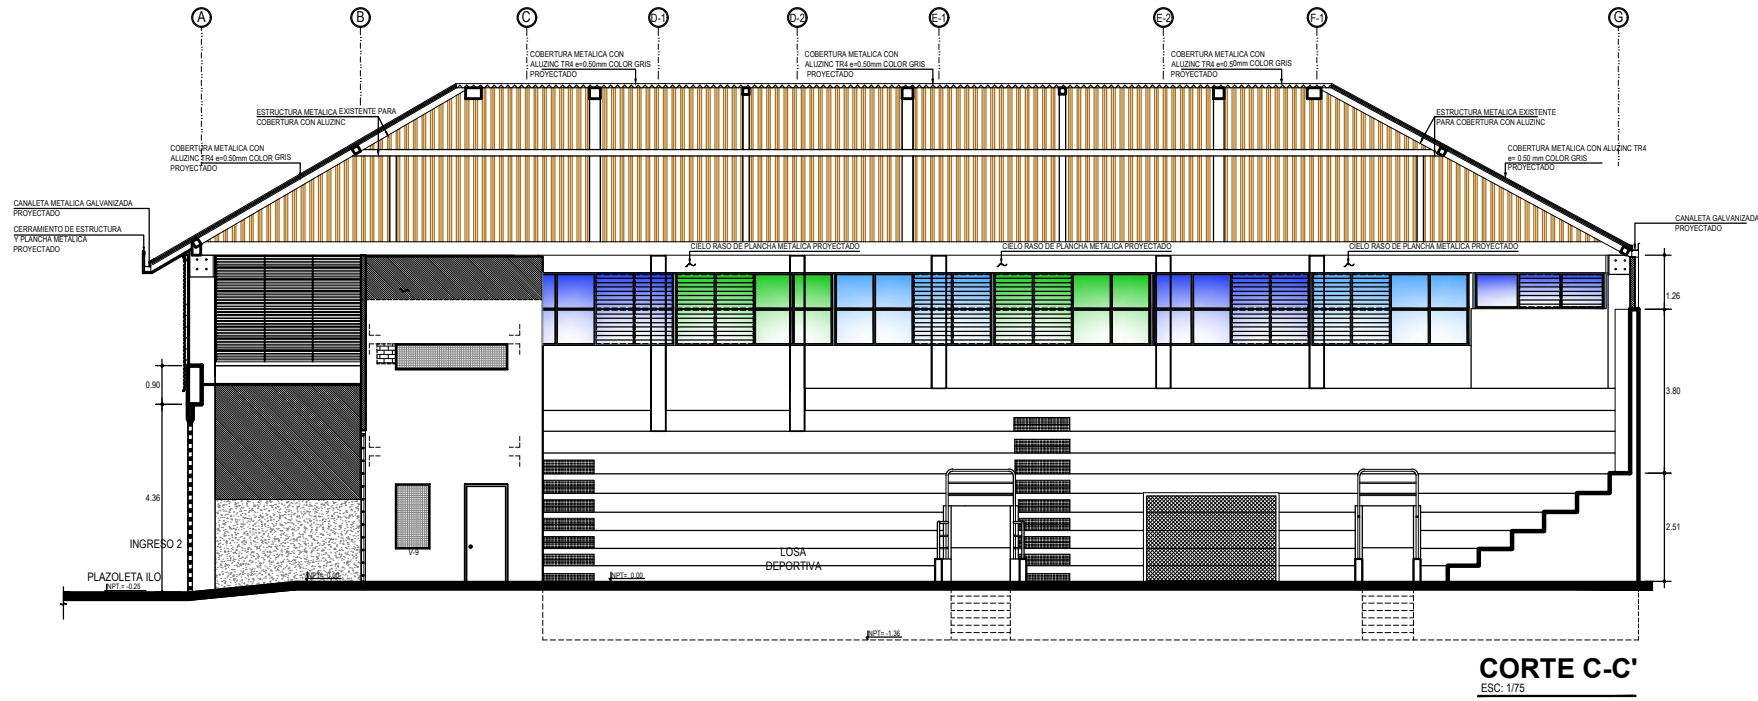 A
B
C
D-1
D-2
E-1
E-2
F-1
G
COBERTURA METALICA CON
ALUZINC TR4 e=0.50mm COLOR GRIS
PROYECTADO
COBERTURA METALICA CON
ALUZINC TR4 e=0.50mm COLOR GRIS
PROYECTADO
COBERTURA METALICA CON
ALUZINC TR4 e=0.50mm COLOR GRIS
PROYECTADO
ESTRUCTURA METALICA EXISTENTE PARA
COBERTURA CON ALUZINC
ESTRUCTURA METALICA EXISTENTE
PARA COBERTURA CON ALUZINC
COBERTURA METALICA CON
ALUZINC TR4 e=0.50mm COLOR GRIS
PROYECTADO
COBERTURA METALICA CON ALUZINC TR4
e= 0.50 mm COLOR GRIS
PROYECTADO
CANALETA METALICA GALVANIZADA
PROYECTADO
CERRAMIENTO DE ESTRUCTURA
Y PLANCHA METALICA
PROYECTADO
CANALETA GALVANIZADA
PROYECTADO
CIELO RASO DE PLANCHA METALICA PROYECTADO
CIELO RASO DE PLANCHA METALICA PROYECTADO
CIELO RASO DE PLANCHA METALICA PROYECTADO
1.26
0.90
3.80
4.36
2.51
INGRESO 2
V-9
LOSA
DEPORTIVA
PLAZOLETA ILO
NPT.= -0.25
NPT= 0.00
NPT= -1.36
CORTE C-C'
ESC: 1/75